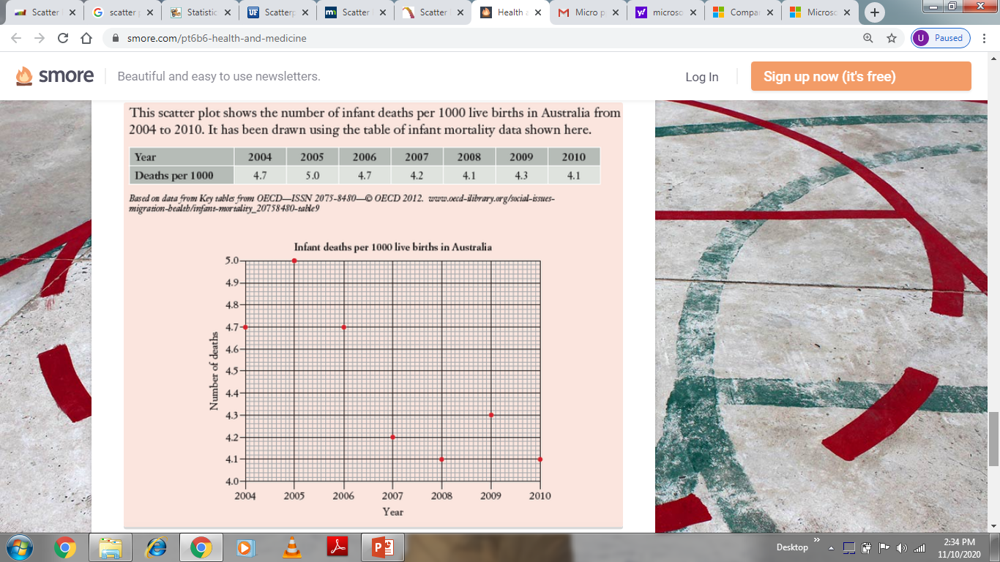 Scatter
scatter p
Statistic
Scatterp
Scatter
Scatter
Health a
Micro p
microso
Compar
Microsc
smore.com/pt6b6-health-and-medicine
U Paused
smore
Beautiful and easy to use newsletters.
Log In
Sign up now (it's free)
This scatter plot shows the number of infant deaths per 1000 live births in Australia from
2004 to 2010. It has been drawn using the table of infant mortality data shown here.
Year 2004 2005 2006 2007 2008 2009 2010
Deaths per 1000 4.7 5.0 4.7 4.2 4.1 4.3 4.1
Based on data from Key tables from OECD—ISSN 2075-8480—© OECD 2012. www.oecd-ilibrary.org/social-issues-
migration-health/infant-mortality_20758480-table9
Infant deaths per 1000 live births in Australia
5.0
4.9
4.8
4.7
4.6
4.5
4.4
4.3
4.2
4.1
4.0
Number of deaths
2004 2005 2006 2007 2008 2009 2010
Year
Desktop
2:34 PM
11/10/2020